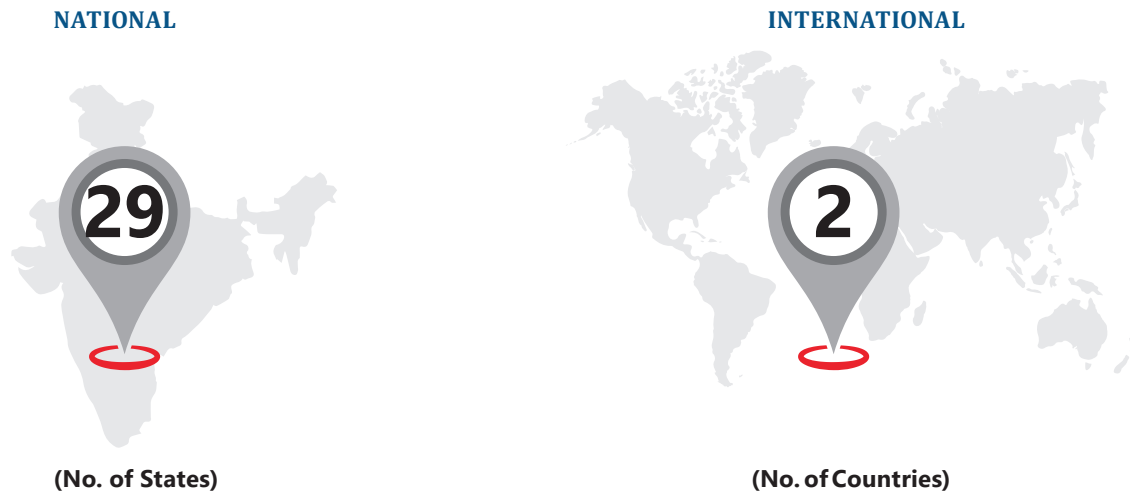 NATIONAL
INTERNATIONAL
29
2
(No. of States)
(No. of Countries)